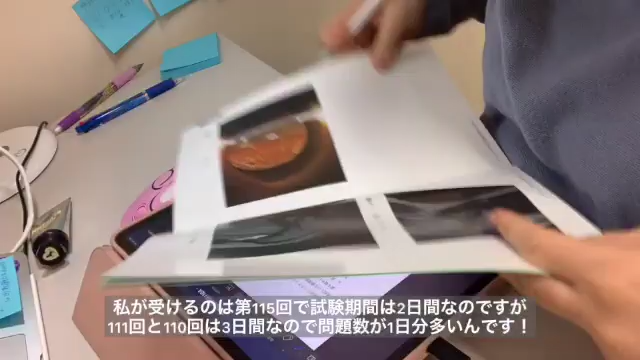 私が受けるのは第115回で試験期間は2日間なのですが
111回と110回は3日間なので問題数が1日分多いんです！